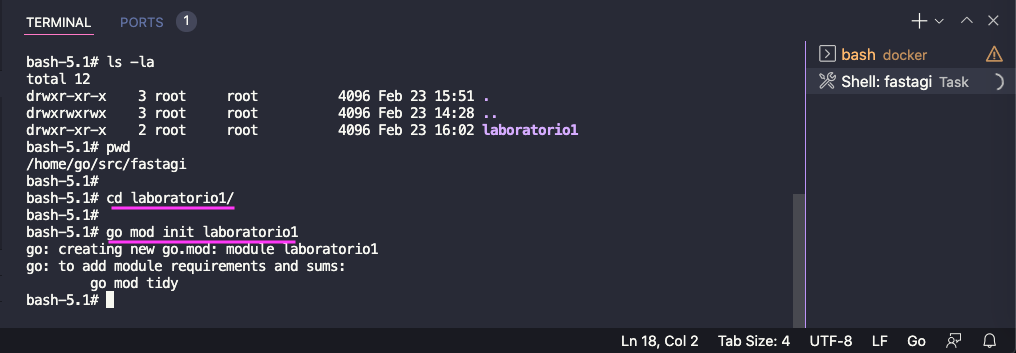 TERMINAL PORTS 1
bash-5.1# ls -la
total 12
drwxr-xr-x    3 root     root          4096 Feb 23 15:51 .
drwxrwxrwx    3 root     root          4096 Feb 23 14:28 ..
drwxr-xr-x    2 root     root          4096 Feb 23 16:02 laboratorio1
bash-5.1# pwd
/home/go/src/fastagi
bash-5.1#
bash-5.1# cd laboratorio1/
bash-5.1#
bash-5.1# go mod init laboratorio1
go: creating new go.mod: module laboratorio1
go: to add module requirements and sums:
        go mod tidy
bash-5.1#
bash docker
Shell: fastagi Task
Ln 18, Col 2 Tab Size: 4 UTF-8 LF Go